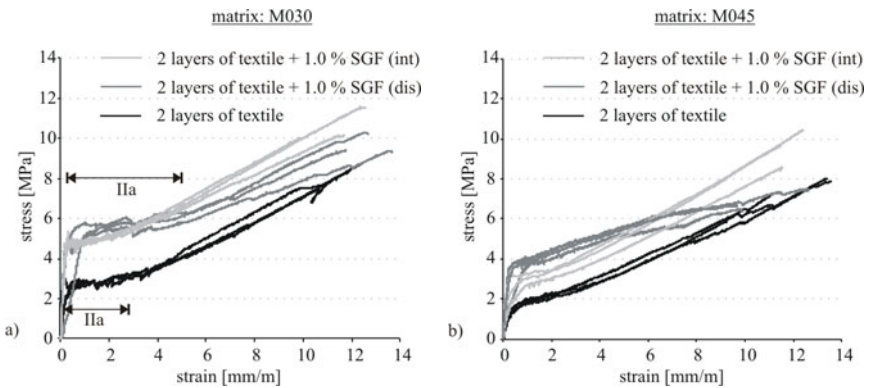 matrix: M030
2 layers of textile + 1.0 % SGF (int)
2 layers of textile + 1.0 % SGF (dis)
2 layers of textile
14
12
10
8
6
4
2
0
stress [MPa]
IIa
IIa
a)
0 2 4 6 8 10 12 14
strain [mm/m]
matrix: M045
2 layers of textile + 1.0 % SGF (int)
2 layers of textile + 1.0 % SGF (dis)
2 layers of textile
14
12
10
8
6
4
2
0
stress [MPa]
b)
0 2 4 6 8 10 12 14
strain [mm/m]